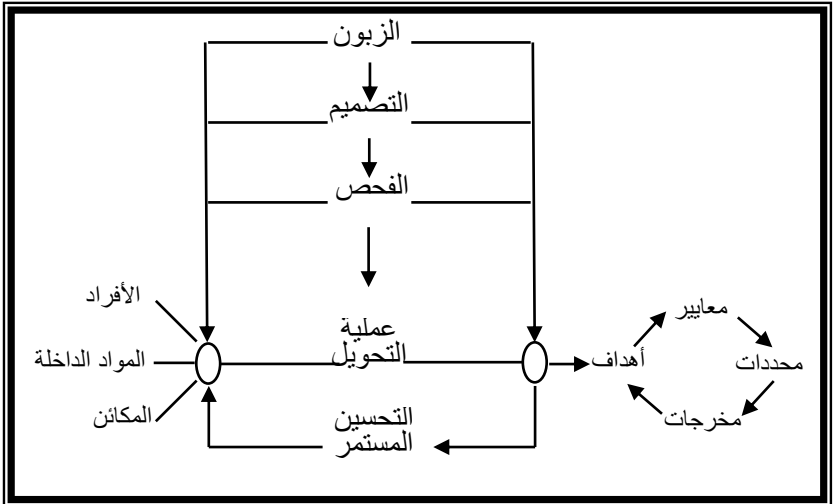 الزبون
التصميم
الفحص
عملية
التحويل
التحسين
المستمر
الأفراد
المواد الداخلة
المكائن
أهداف
معايير
محددات
مخرجات